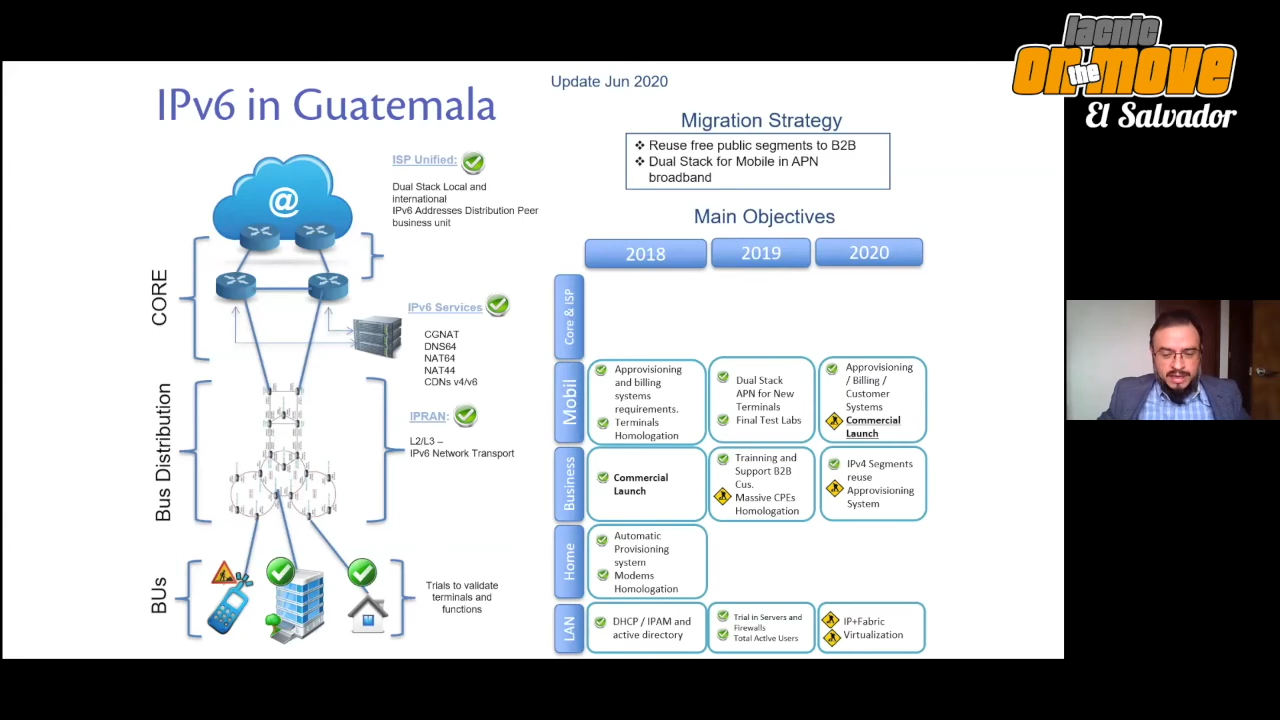 lacnic
on the move
El Salvador
IPv6 in Guatemala
Update Jun 2020
@
ISP Unified:
Dual Stack Local and
international
IPv6 Addresses Distribution Peer
business unit
CORE
IPv6 Services
CGNAT
DNS64
NAT64
NAT44
CDNs v4/v6
Bus Distribution
IPRAN:
L2/L3 –
IPv6 Network Transport
BUs
Trials to validate
terminals and
functions
Migration Strategy
❖ Reuse free public segments to B2B
❖ Dual Stack for Mobile in APN
broadband
Main Objectives
2018
2019
2020
Core & ISP
Mobil
Approvisioning
and billing
systems
requirements.
Terminals
Homologation
Dual Stack
APN for New
Terminals
Final Test Labs
Approvisioning
/ Billing /
Customer
Systems
Commercial
Launch
Business
Commercial
Launch
Trainning and
Support B2B
Cus.
Massive CPEs
Homologation
IPv4 Segments
reuse
Approvisioning
System
Home
Automatic
Provisioning
system
Modems
Homologation
LAN
DHCP / IPAM and
active directory
Trial in Servers and
Firewalls
Total Active Users
IP+Fabric
Virtualization